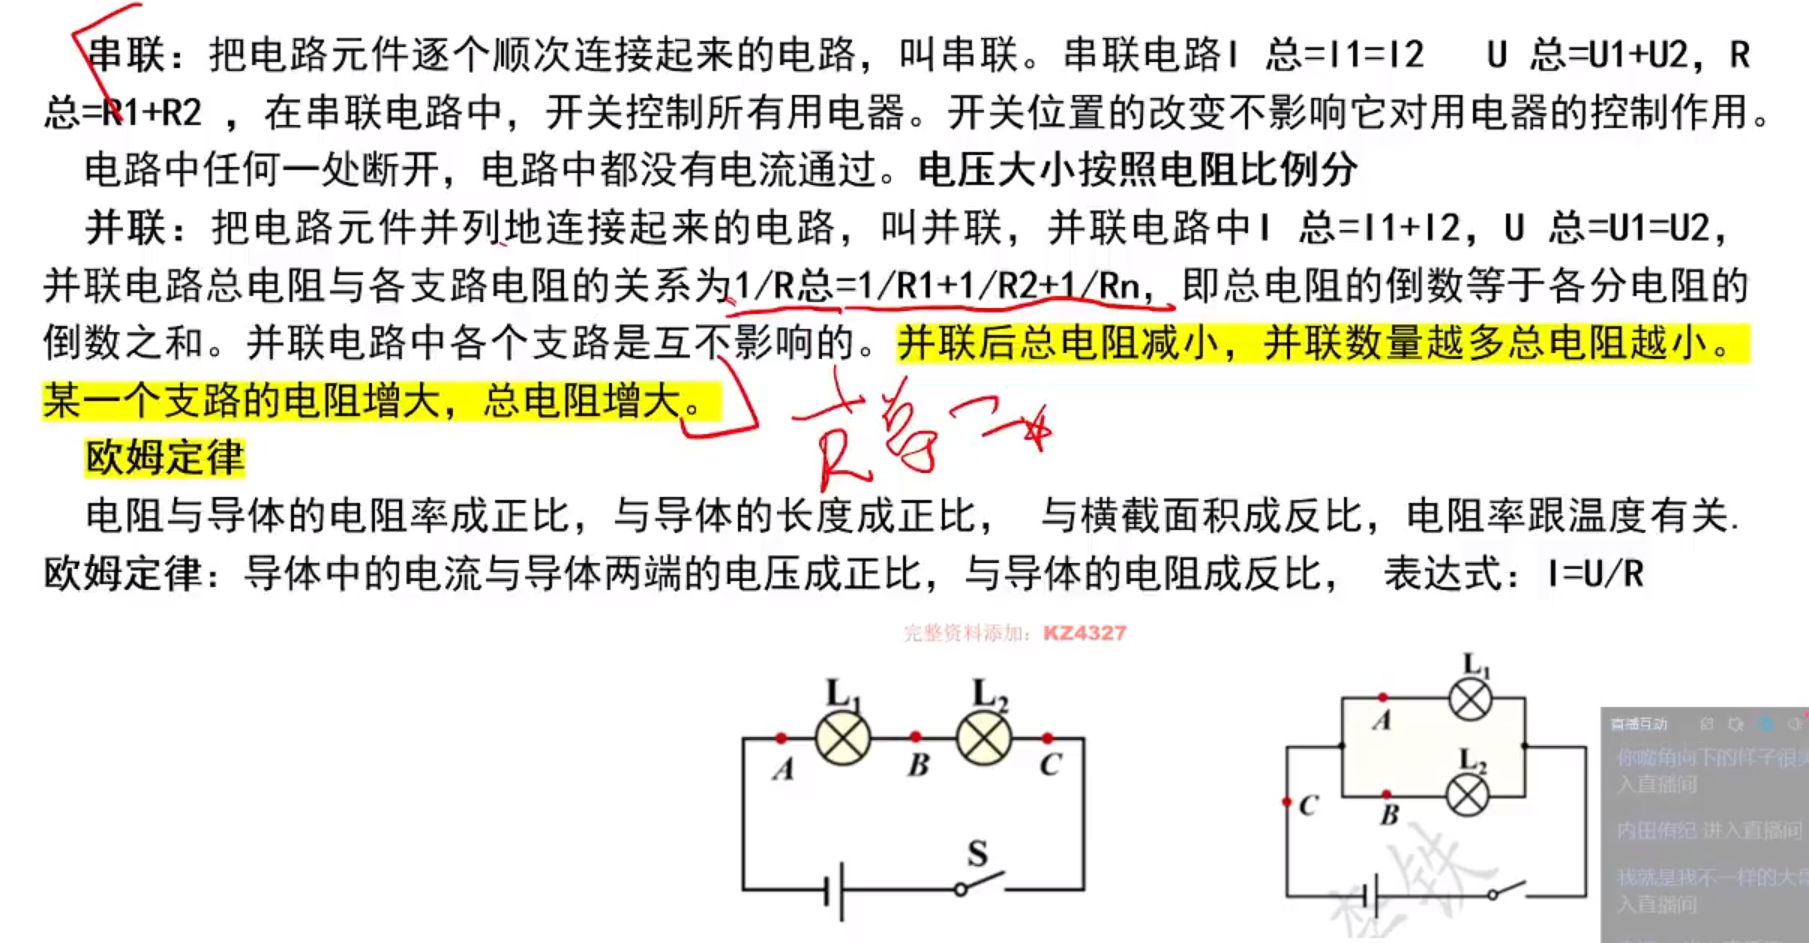 串联：把电路元件逐个顺次连接起来的电路，叫串联。串联电路I 总=I1=I2 U 总=U1+U2，R
总=R1+R2 ，在串联电路中，开关控制所有用电器。开关位置的改变不影响它对用电器的控制作用。
电路中任何一处断开，电路中都没有电流通过。电压大小按照电阻比例分
并联：把电路元件并列地连接起来的电路，叫并联，并联电路中I 总=I1+I2，U 总=U1=U2，
并联电路总电阻与各支路电阻的关系为1/R总=1/R1+1/R2+1/Rn，即总电阻的倒数等于各分电阻的
倒数之和。并联电路中各个支路是互不影响的。并联后总电阻减小，并联数量越多总电阻越小。
某一个支路的电阻增大，总电阻增大。
1
R
欧姆定律
电阻与导体的电阻率成正比，与导体的长度成正比， 与横截面积成反比，电阻率跟温度有关.
欧姆定律：导体中的电流与导体两端的电压成正比，与导体的电阻成反比， 表达式：I=U/R
完整资料添加：KZ4327
L1 L2
A B C
S
L1
A
L2
C B
直播互动
你嘴角向下的样子很
入直播间
内田侑纪 进入直播间
我就是我不一样的大
入直播间